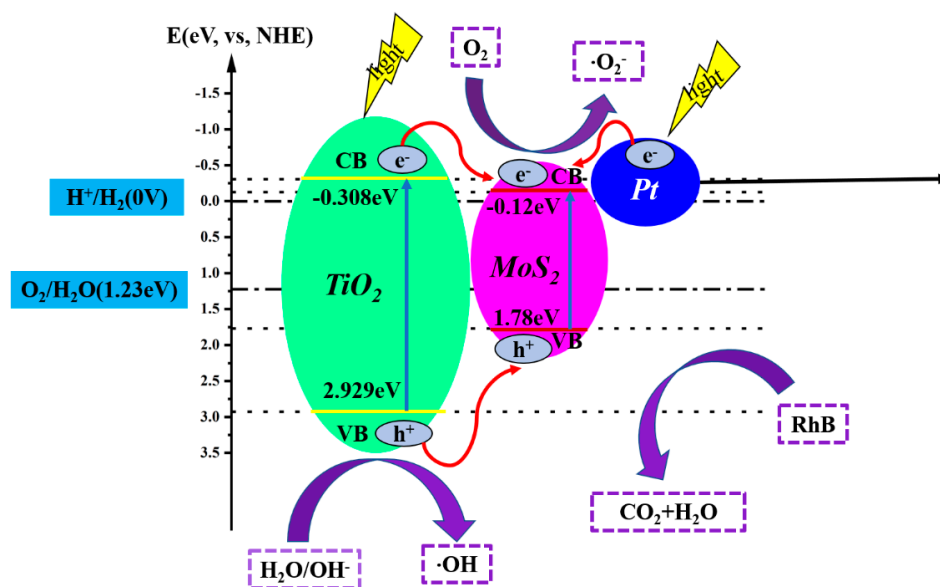 E(eV, vs, NHE)
light
O₂
·O₂⁻
light
-1.5
-1.0
-0.5
0.0
0.5
1.0
1.5
2.0
2.5
3.0
3.5
H⁺/H₂(0V)
O₂/H₂O(1.23eV)
CB
e⁻
-0.308eV
TiO₂
2.929eV
VB
h⁺
e⁻
CB
-0.12eV
MoS₂
1.78eV
VB
h⁺
e⁻
Pt
RhB
CO₂+H₂O
H₂O/OH⁻
·OH